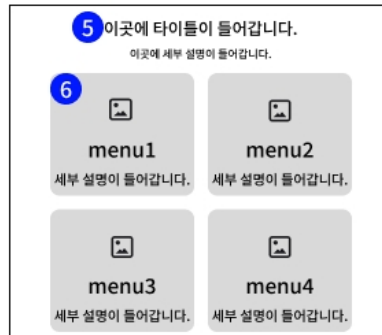 5 이곳에 타이틀이 들어갑니다.
이곳에 세부 설명이 들어갑니다.
6
menu1
세부 설명이 들어갑니다.
menu2
세부 설명이 들어갑니다.
menu3
세부 설명이 들어갑니다.
menu4
세부 설명이 들어갑니다.